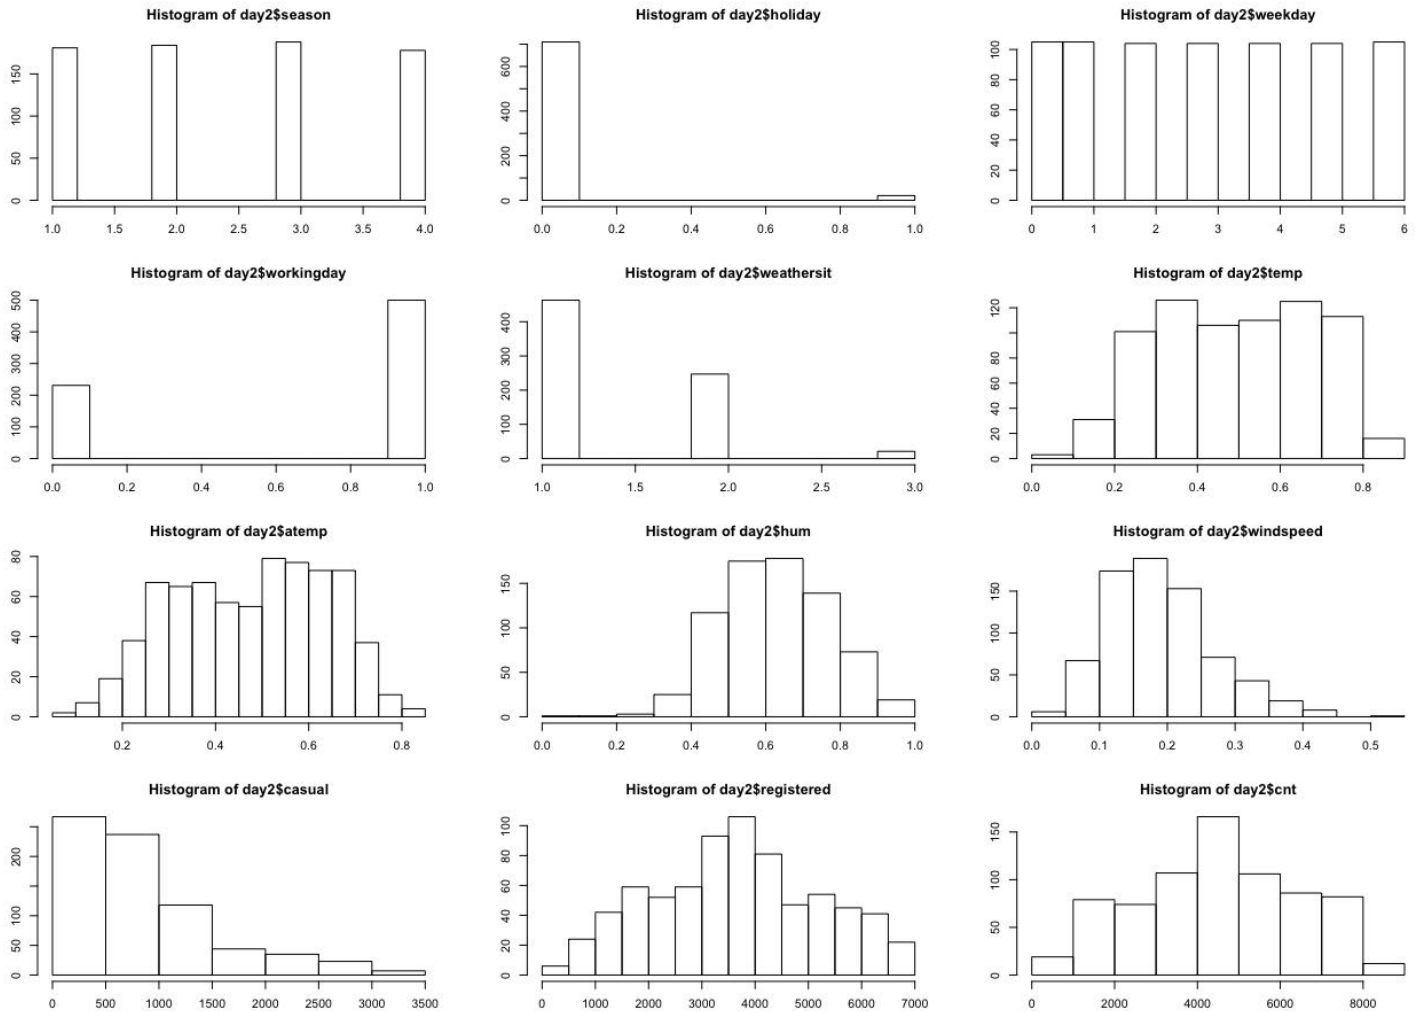 Histogram of day2$season
0 50 100 150
1.0 1.5 2.0 2.5 3.0 3.5 4.0
Histogram of day2$holiday
0 200 400 600
0.0 0.2 0.4 0.6 0.8 1.0
Histogram of day2$weekday
0 20 40 60 80 100
0 1 2 3 4 5 6
Histogram of day2$workingday
0 100 200 300 400 500
0.0 0.2 0.4 0.6 0.8 1.0
Histogram of day2$weathersit
0 100 200 300 400
1.0 1.5 2.0 2.5 3.0
Histogram of day2$temp
0 20 40 60 80 120
0.0 0.2 0.4 0.6 0.8
Histogram of day2$atemp
0 20 40 60 80
0.2 0.4 0.6 0.8
Histogram of day2$hum
0 50 100 150
0.0 0.2 0.4 0.6 0.8 1.0
Histogram of day2$windspeed
0 50 100 150
0.0 0.1 0.2 0.3 0.4 0.5
Histogram of day2$casual
0 50 100 200
0 500 1000 1500 2000 2500 3000 3500
Histogram of day2$registered
0 20 40 60 80 100
0 1000 2000 3000 4000 5000 6000 7000
Histogram of day2$cnt
0 50 100 150
0 2000 4000 6000 8000